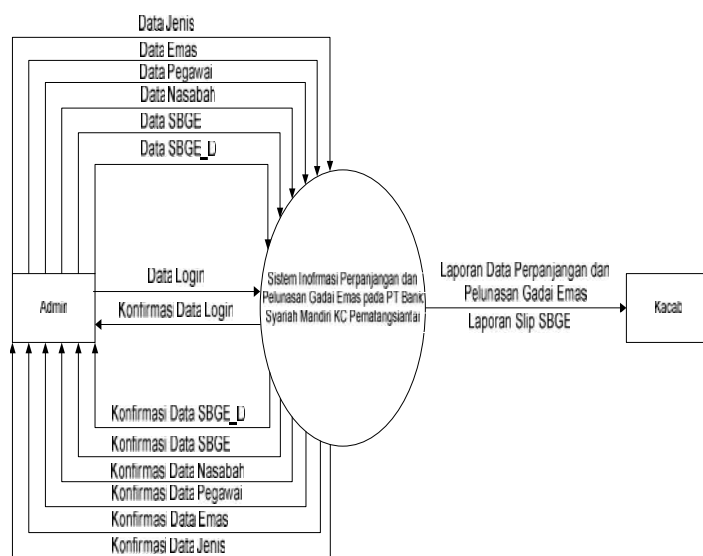 Data Jenis
Data Emas
Data Pegawai
Data Nasabah
Data SBGE
Data SBGE_D
Data Login
Konfirmasi Data Login
Admin
Sistem Inofrmasi Perpanjangan dan
Pelunasan Gadai Emas pada PT Bank
Syariah Mandiri KC Pematangsiantar
Laporan Data Perpanjangan dan
Pelunasan Gadai Emas
Laporan Slip SBGE
Kacab
Konfirmasi Data SBGE_D
Konfirmasi Data SBGE
Konfirmasi Data Nasabah
Konfirmasi Data Pegawai
Konfirmasi Data Emas
Konfirmasi Data Jenis